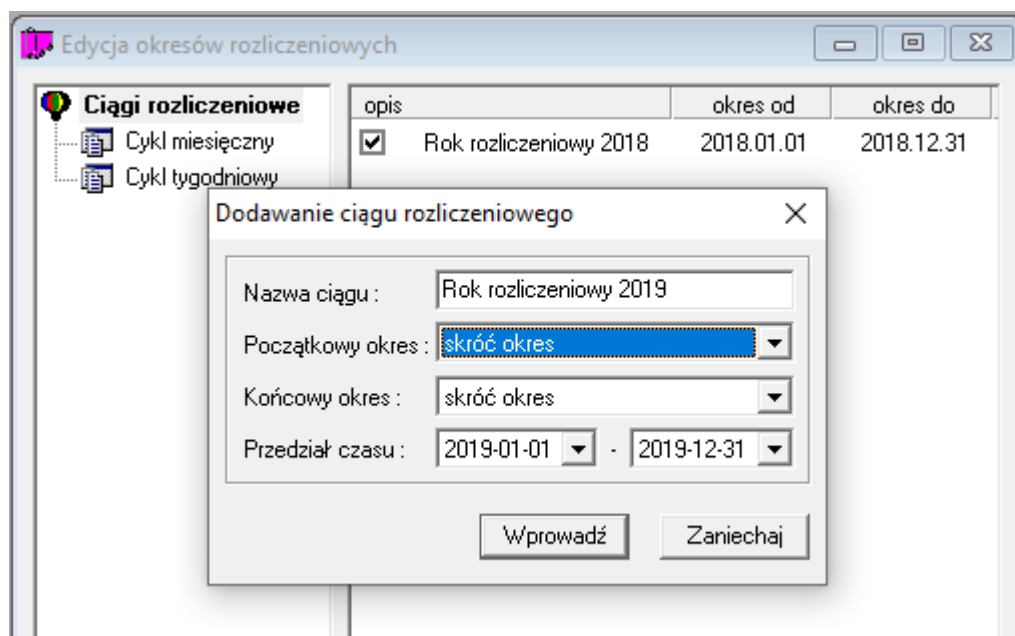 Edycja okresów rozliczeniowych
Ciągi rozliczeniowe
Cykl miesięczny
Cykl tygodniowy
opis okres od okres do
Rok rozliczeniowy 2018 2018.01.01 2018.12.31
Dodawanie ciągu rozliczeniowego
Nazwa ciągu : Rok rozliczeniowy 2019
Początkowy okres : skróć okres
Końcowy okres : skróć okres
Przedział czasu : 2019-01-01 - 2019-12-31
Wprowadź Zaniechaj